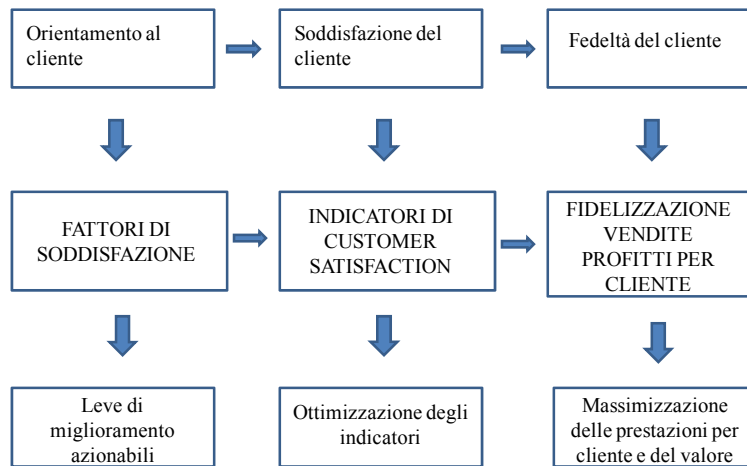 Orientamento al
cliente
Soddisfazione del
cliente
Fedeltà del cliente
FATTORI DI
SODDISFAZIONE
INDICATORI DI
CUSTOMER
SATISFACTION
FIDELIZZAZIONE
VENDITE
PROFITTI PER
CLIENTE
Leve di
miglioramento
azionabili
Ottimizzazione degli
indicatori
Massimizzazione
delle prestazioni per
cliente e del valore